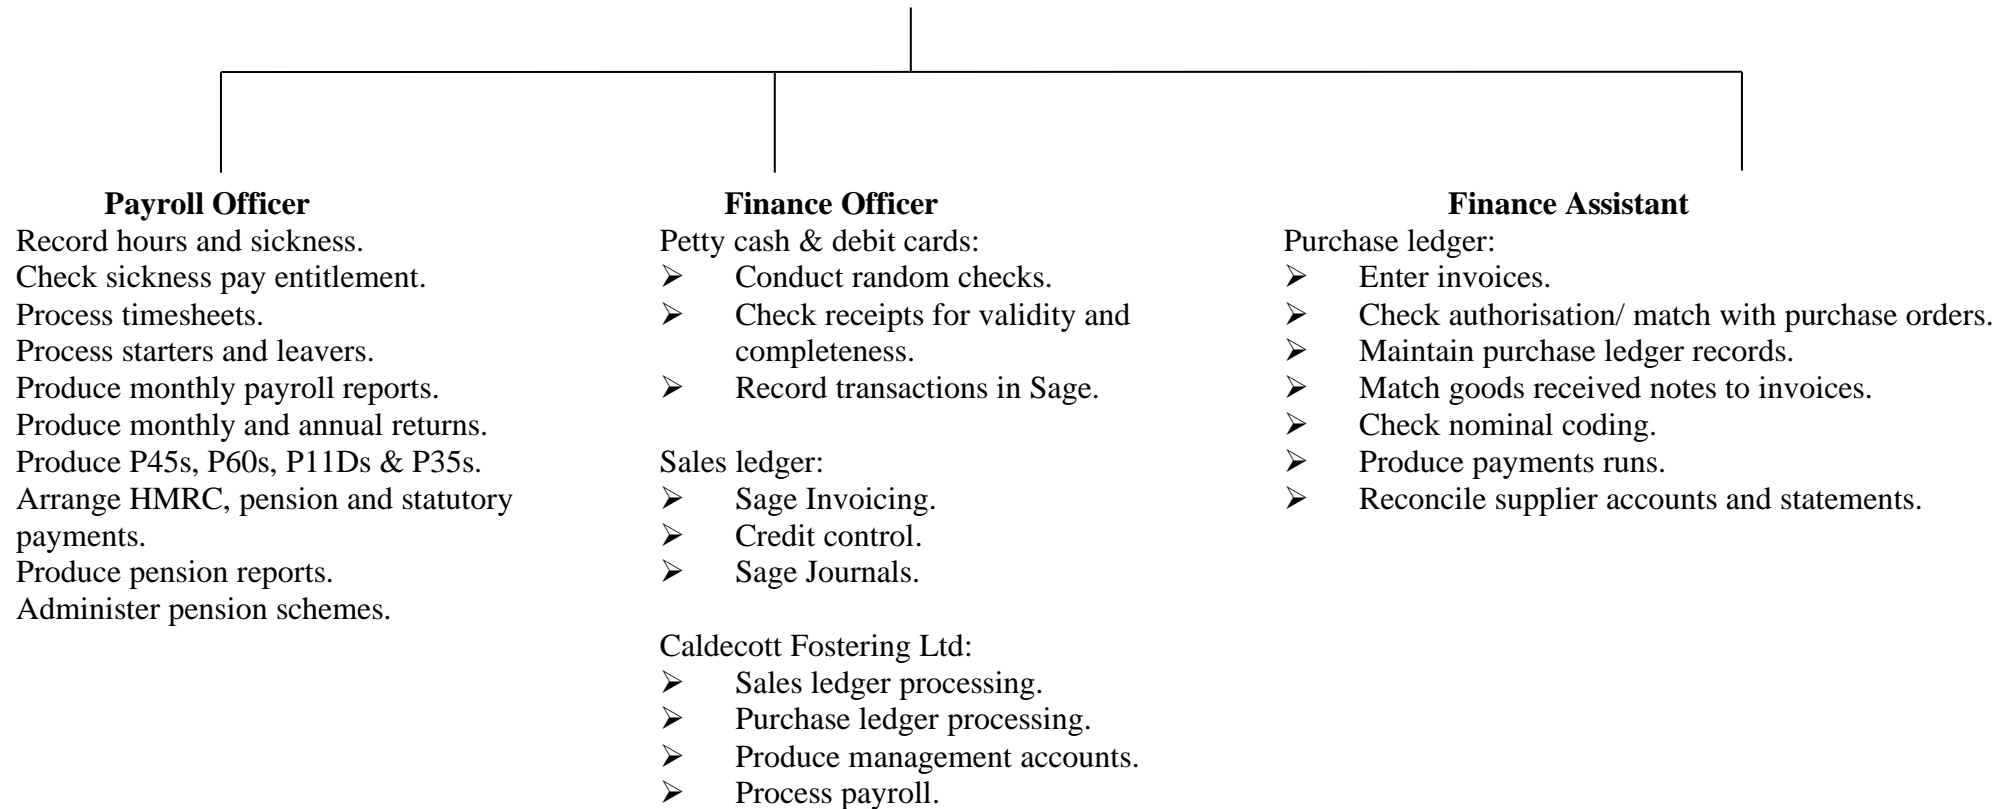 Payroll Officer
Record hours and sickness.
Check sickness pay entitlement.
Process timesheets.
Process starters and leavers.
Produce monthly payroll reports.
Produce monthly and annual returns.
Produce P45s, P60s, P11Ds & P35s.
Arrange HMRC, pension and statutory
payments.
Produce pension reports.
Administer pension schemes.
Finance Officer
Petty cash & debit cards:
➢ Conduct random checks.
➢ Check receipts for validity and
completeness.
➢ Record transactions in Sage.
Sales ledger:
➢ Sage Invoicing.
➢ Credit control.
➢ Sage Journals.
Caldecott Fostering Ltd:
➢ Sales ledger processing.
➢ Purchase ledger processing.
➢ Produce management accounts.
➢ Process payroll.
Finance Assistant
Purchase ledger:
➢ Enter invoices.
➢ Check authorisation/ match with purchase orders.
➢ Maintain purchase ledger records.
➢ Match goods received notes to invoices.
➢ Check nominal coding.
➢ Produce payments runs.
➢ Reconcile supplier accounts and statements.